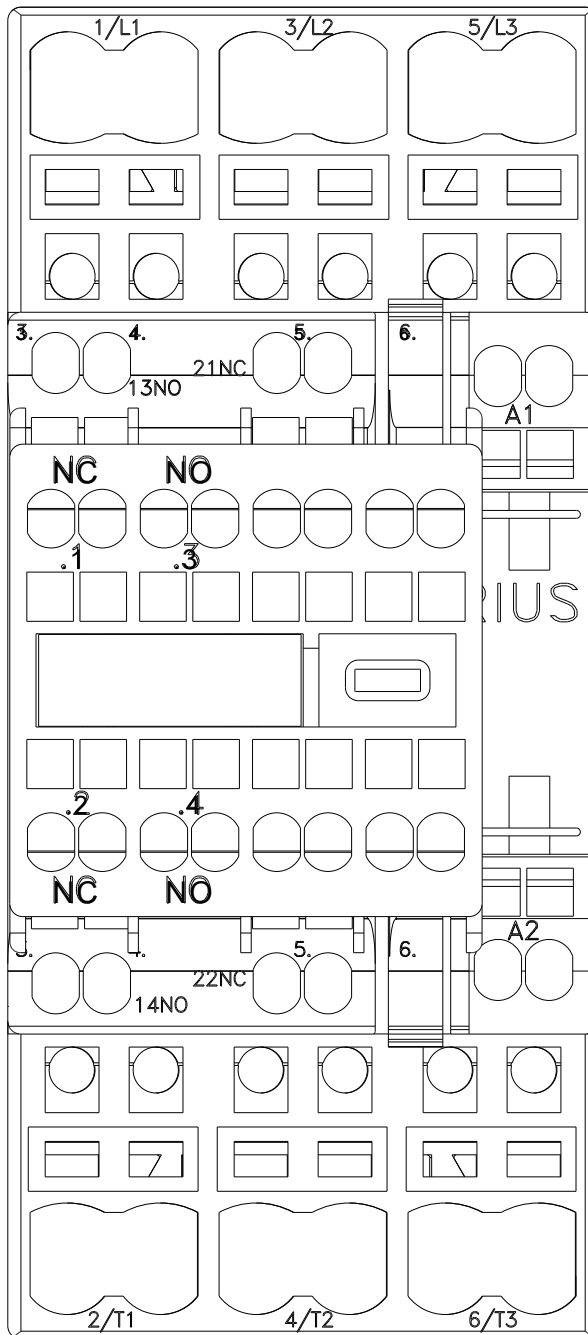 1/L1 3/L2 5/L3
3. 4. 5. 6.
21NC
13NO
A1
NC NO
.1 .3
RIUS
.2 .4
NC NO
A2
3. 4. 5. 6.
22NC
14NO
2/T1 4/T2 6/T3